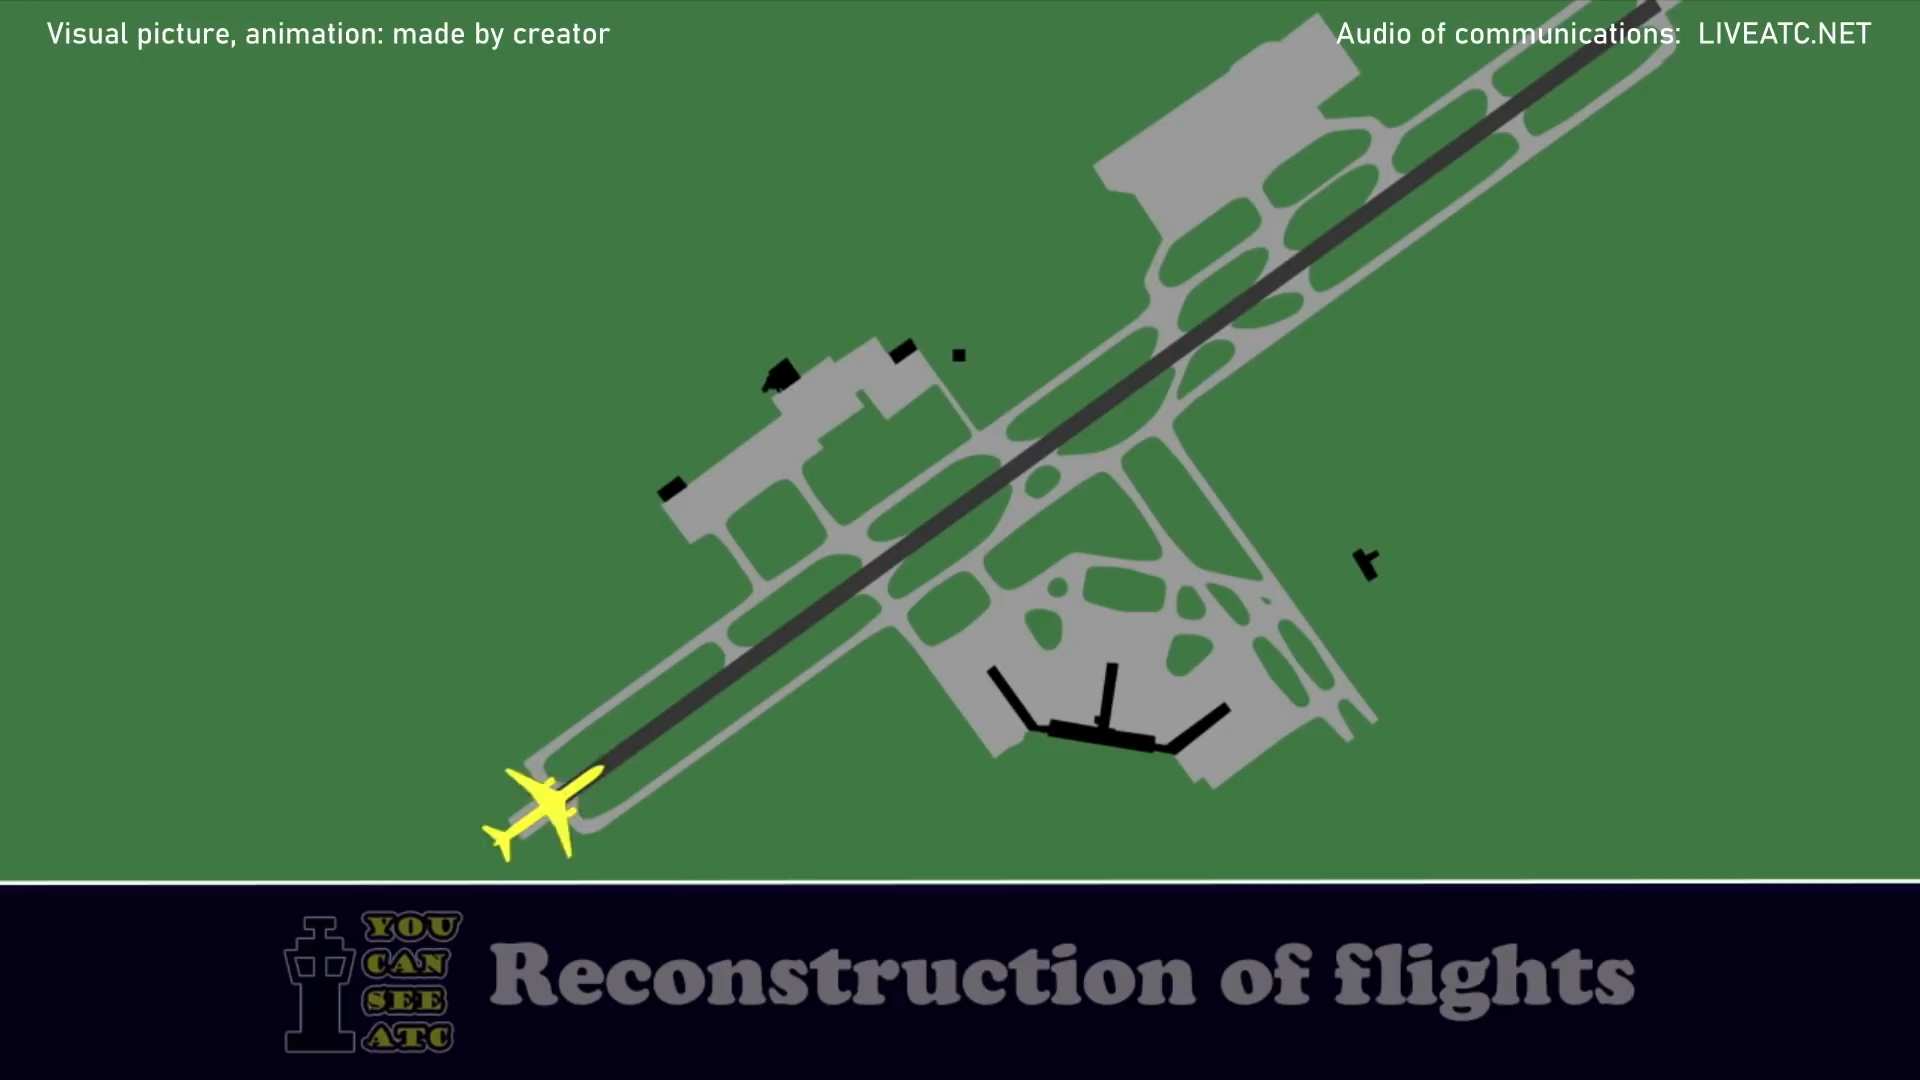 Visual picture, animation: made by creator
Audio of communications: LIVEATC.NET
YOU
CAN
SEE
ATC
Reconstruction of flights